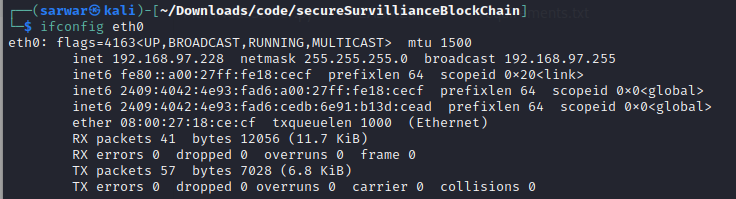 ┌──(sarwar㉿kali)-[~/Downloads/code/secureSurvillianceBlockChain]
└─$ ifconfig eth0
eth0: flags=4163<UP,BROADCAST,RUNNING,MULTICAST>  mtu 1500
        inet 192.168.97.228  netmask 255.255.255.0  broadcast 192.168.97.255
        inet6 fe80::a00:27ff:fe18:cecf  prefixlen 64  scopeid 0×20<link>
        inet6 2409:4042:4e93:fad6:a00:27ff:fe18:cecf  prefixlen 64  scopeid 0×0<global>
        inet6 2409:4042:4e93:fad6:cedb:6e91:b13d:cead  prefixlen 64  scopeid 0×0<global>
        ether 08:00:27:18:ce:cf  txqueuelen 1000  (Ethernet)
        RX packets 41  bytes 12056 (11.7 KiB)
        RX errors 0  dropped 0  overruns 0  frame 0
        TX packets 57  bytes 7028 (6.8 KiB)
        TX errors 0  dropped 0 overruns 0  carrier 0  collisions 0